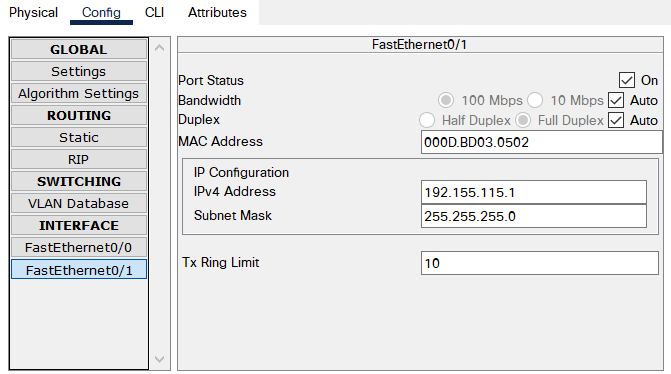 Physical Config CLI Attributes
GLOBAL
Settings
Algorithm Settings
ROUTING
Static
RIP
SWITCHING
VLAN Database
INTERFACE
FastEthernet0/0
FastEthernet0/1
FastEthernet0/1
Port Status On
Bandwidth 100 Mbps 10 Mbps Auto
Duplex Half Duplex Full Duplex Auto
MAC Address 000D.BD03.0502
IP Configuration
IPv4 Address 192.155.115.1
Subnet Mask 255.255.255.0
Tx Ring Limit 10